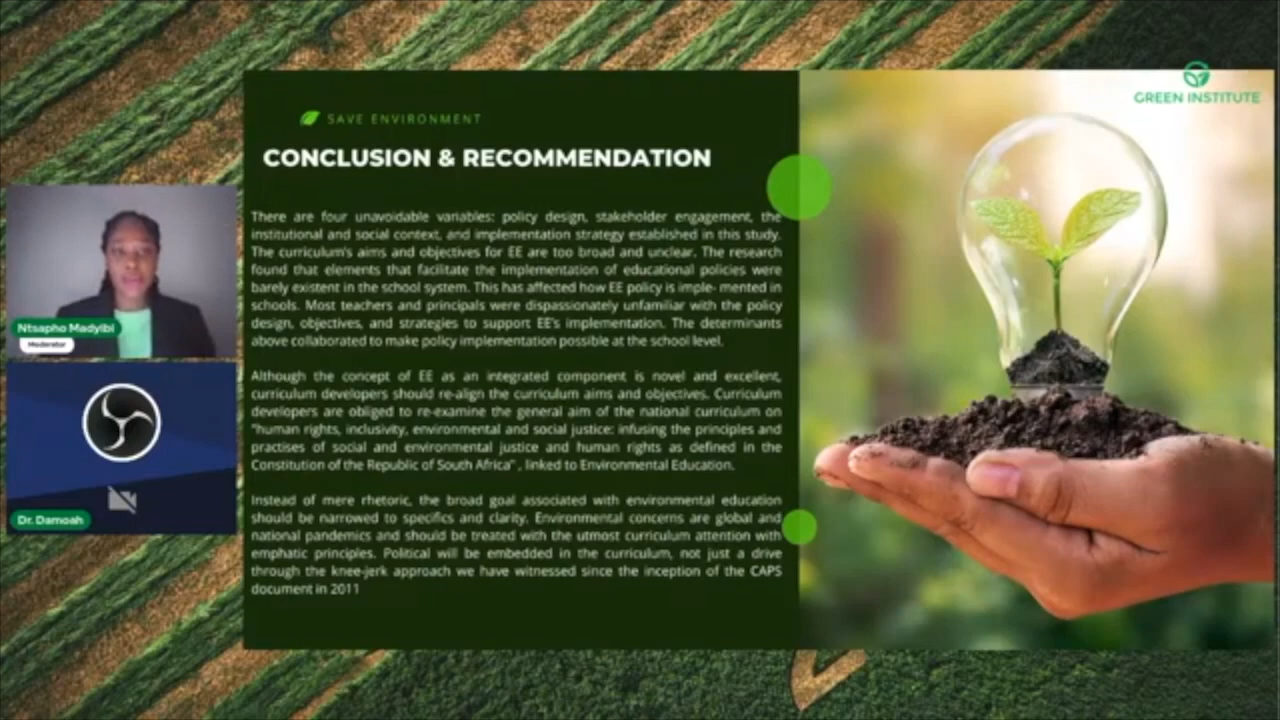 GREEN INSTITUTE
SAVE ENVIRONMENT
CONCLUSION & RECOMMENDATION
There are four unavoidable variables: policy design, stakeholder engagement, the
institutional and social context, and implementation strategy established in this study.
The curriculum's aims and objectives for EE are too broad and unclear. The research
found that elements that facilitate the implementation of educational policies were
barely existent in the school system. This has affected how EE policy is imple- mented in
schools. Most teachers and principals were dispassionately unfamiliar with the policy
design, objectives, and strategies to support EE's implementation. The determinants
above collaborated to make policy implementation possible at the school level.
Although the concept of EE as an integrated component is novel and excellent,
curriculum developers should re-align the curriculum aims and objectives. Curriculum
developers are obliged to re-examine the general aim of the national curriculum on
"human rights, inclusivity, environmental and social justice: infusing the principles and
practises of social and environmental justice and human rights as defined in the
Constitution of the Republic of South Africa" , linked to Environmental Education.
Instead of mere rhetoric, the broad goal associated with environmental education
should be narrowed to specifics and clarity. Environmental concerns are global and
national pandemics and should be treated with the utmost curriculum attention with
emphatic principles. Political will be embedded in the curriculum, not just a drive
through the knee-jerk approach we have witnessed since the inception of the CAPS
document in 2011
Ntsapho Madyibi
Moderator
Dr. Damoah